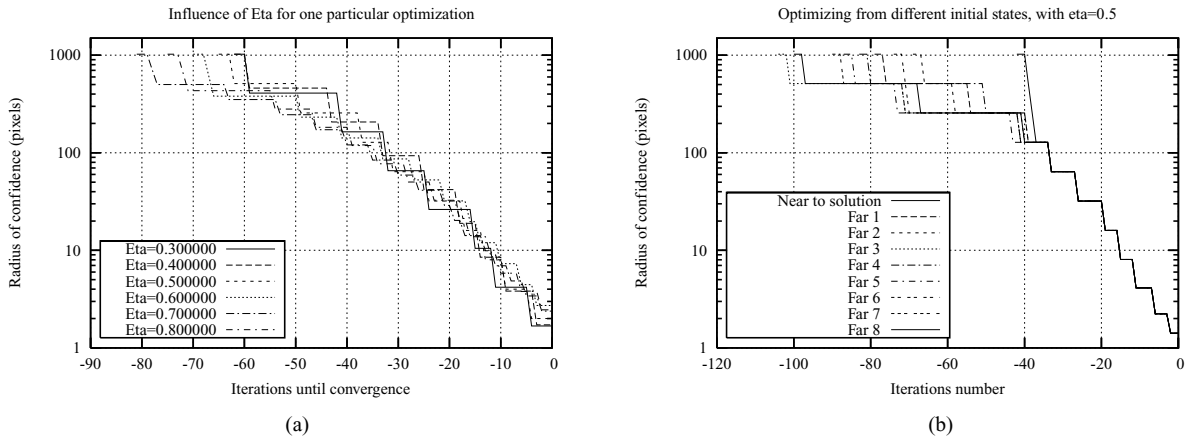 Influence of Eta for one particular optimization
Radius of confidence (pixels)
1000
100
10
1
Eta=0.300000
Eta=0.400000
Eta=0.500000
Eta=0.600000
Eta=0.700000
Eta=0.800000
-90 -80 -70 -60 -50 -40 -30 -20 -10 0
Iterations until convergence
(a)
Optimizing from different initial states, with eta=0.5
Radius of confidence (pixels)
1000
100
10
1
Near to solution
Far 1
Far 2
Far 3
Far 4
Far 5
Far 6
Far 7
Far 8
-120 -100 -80 -60 -40 -20 0
Iterations number
(b)